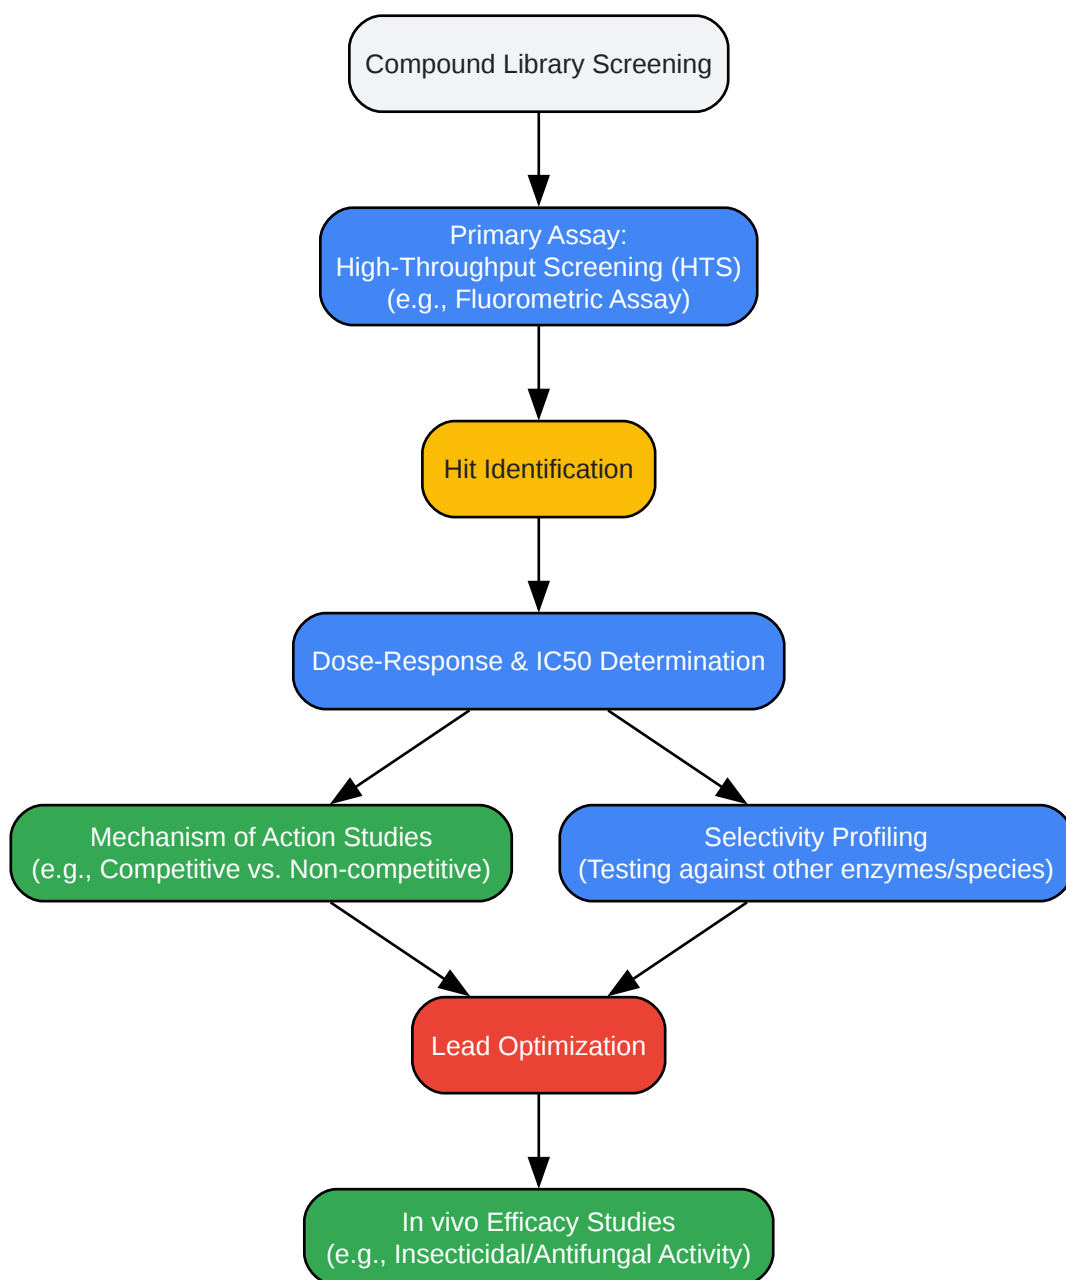 Compound Library Screening
Primary Assay:
High-Throughput Screening (HTS)
(e.g., Fluorometric Assay)
Hit Identification
Dose-Response & IC50 Determination
Mechanism of Action Studies
(e.g., Competitive vs. Non-competitive)
Selectivity Profiling
(Testing against other enzymes/species)
Lead Optimization
In vivo Efficacy Studies
(e.g., Insecticidal/Antifungal Activity)